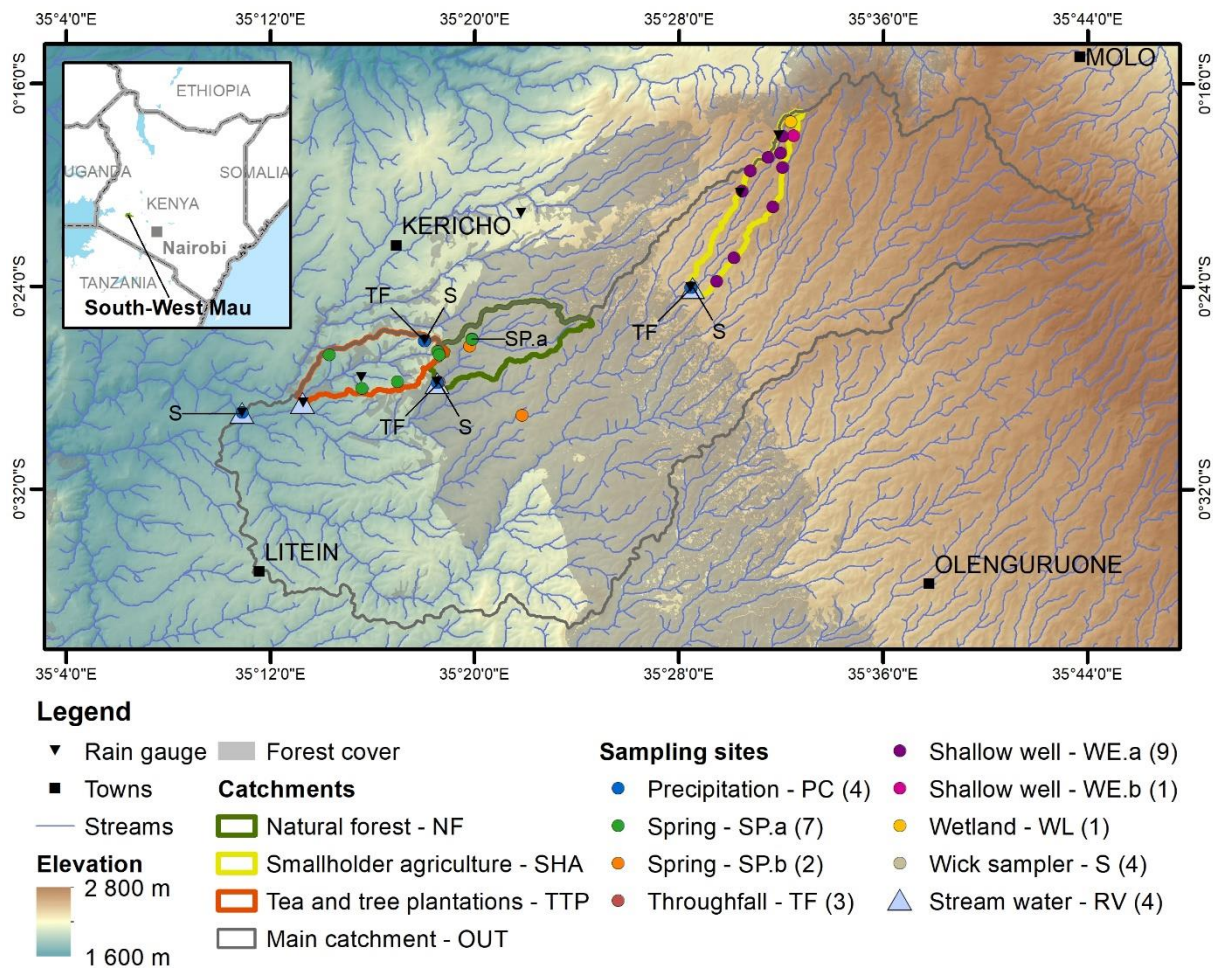 35°4'0"E 35°12'0"E 35°20'0"E 35°28'0"E 35°36'0"E 35°44'0"E
0°16'0"S
0°24'0"S
0°32'0"S
0°16'0"S
0°24'0"S
0°32'0"S
ETHIOPIA
UGANDA
SOMALIA
KENYA
Nairobi
TANZANIA
South-West Mau
MOLO
KERICHO
TF S
SP.a
TF S
S
TF S
LITEIN
OLENGURUONE
35°4'0"E 35°12'0"E 35°20'0"E 35°28'0"E 35°36'0"E 35°44'0"E
Legend
Rain gauge
Towns
Streams
Elevation
2 800 m
1 600 m
Forest cover
Catchments
Natural forest - NF
Smallholder agriculture - SHA
Tea and tree plantations - TTP
Main catchment - OUT
Sampling sites
Precipitation - PC (4)
Spring - SP.a (7)
Spring - SP.b (2)
Throughfall - TF (3)
Shallow well - WE.a (9)
Shallow well - WE.b (1)
Wetland - WL (1)
Wick sampler - S (4)
Stream water - RV (4)